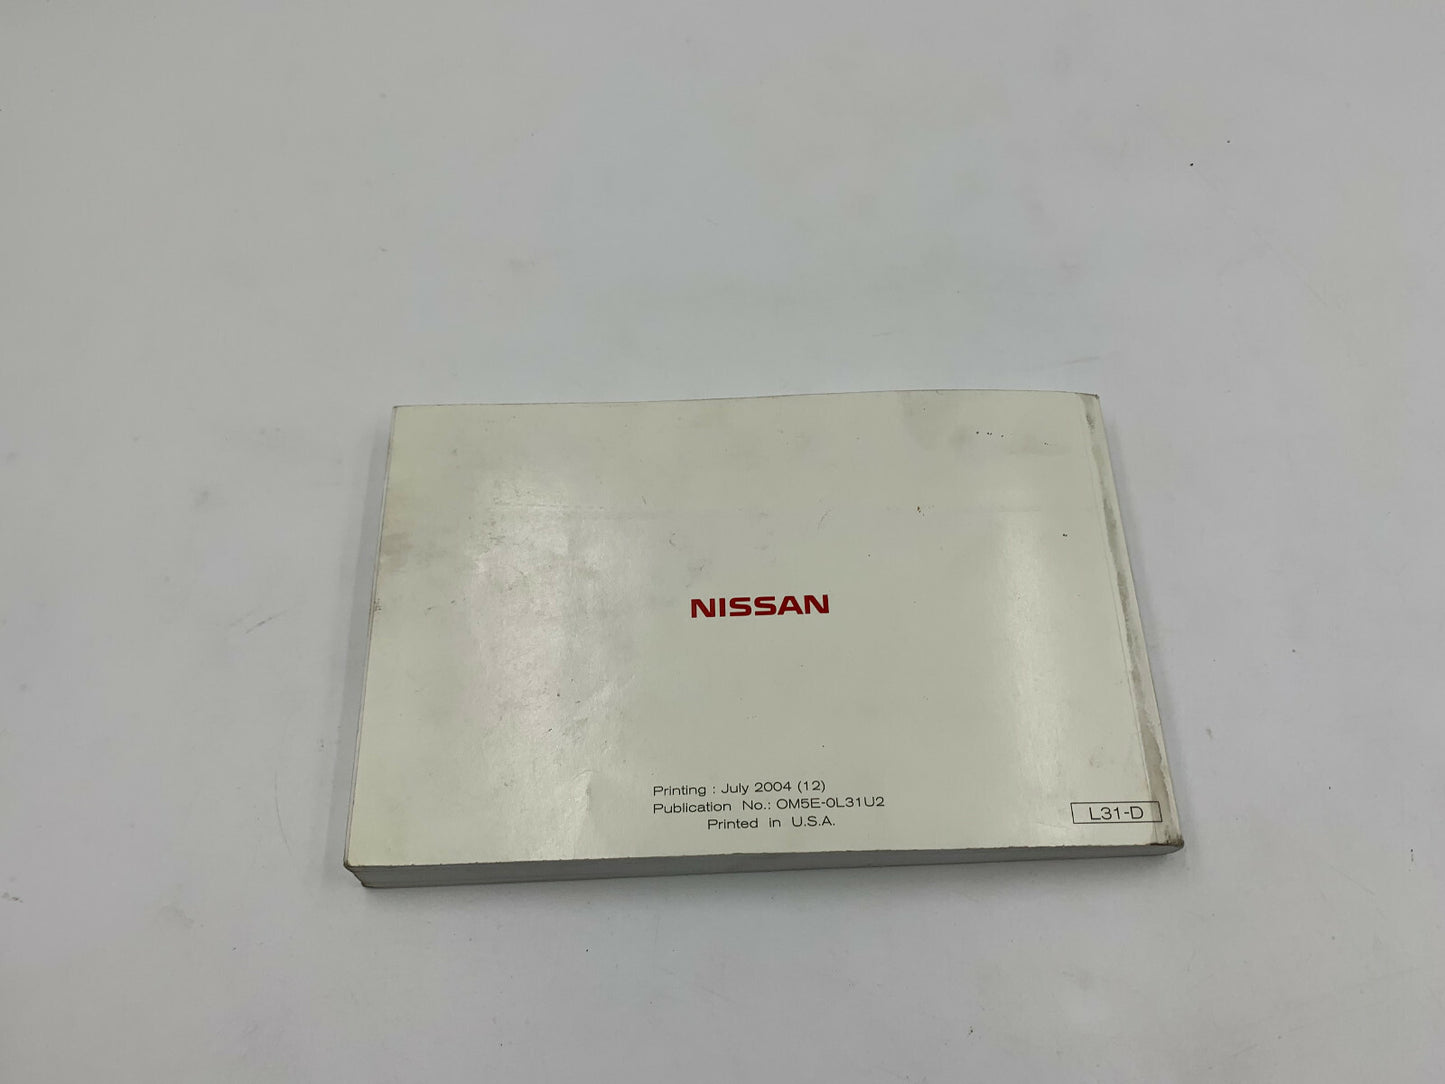 NISSAN
Printing : July 2004 (12)
Publication No.: OM5E-0L31U2
Printed in U.S.A.
L31-D